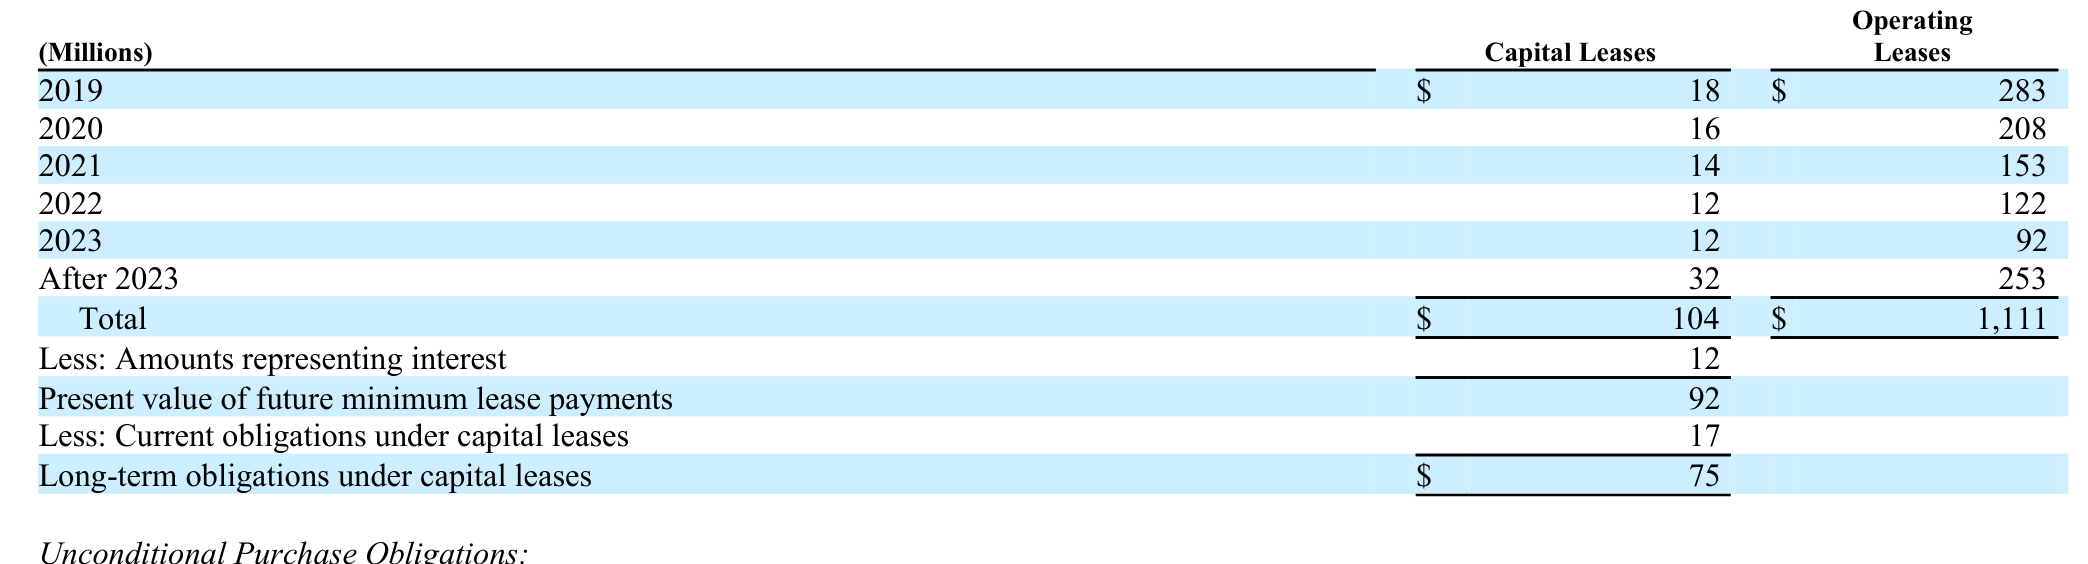 Operating
(Millions) Capital Leases Leases
2019 $ 18 $ 283
2020 16 208
2021 14 153
2022 12 122
2023 12 92
After 2023 32 253
Total $ 104 $ 1,111
Less: Amounts representing interest 12
Present value of future minimum lease payments 92
Less: Current obligations under capital leases 17
Long-term obligations under capital leases $ 75
Unconditional Purchase Obligations: